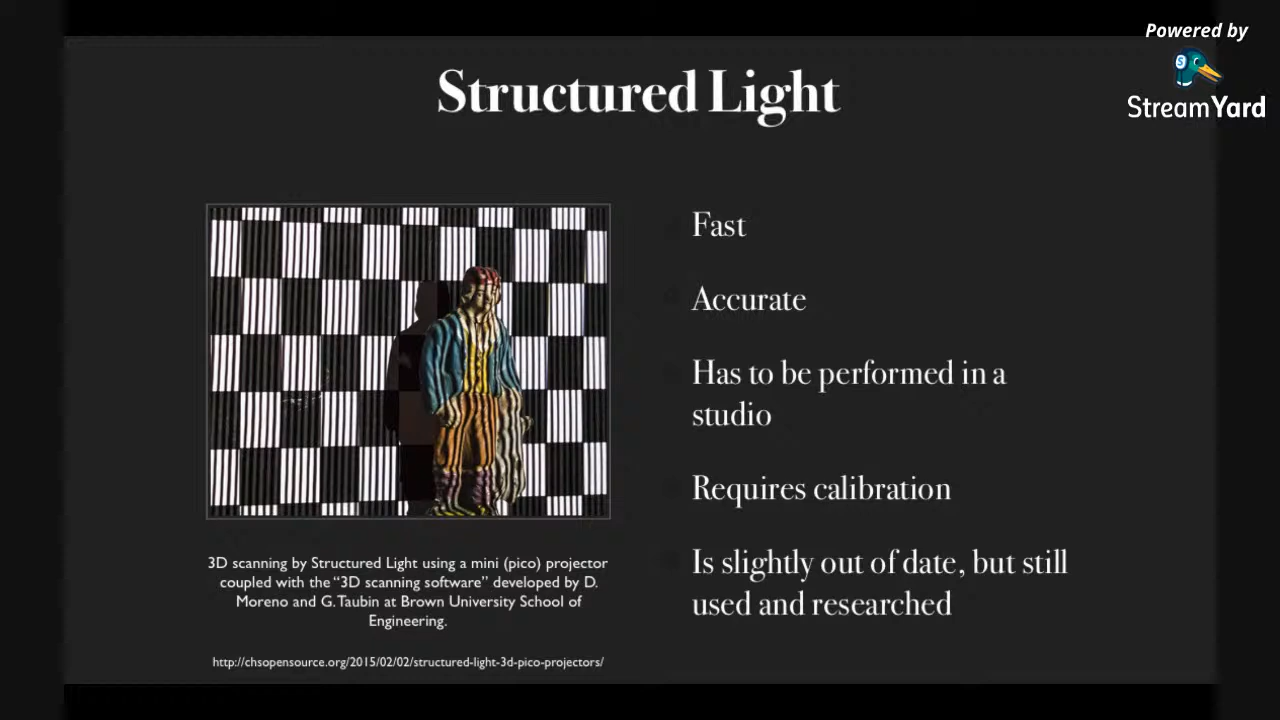 Powered by
StreamYard
Structured Light
Fast
Accurate
Has to be performed in a
studio
Requires calibration
Is slightly out of date, but still
used and researched
3D scanning by Structured Light using a mini (pico) projector
coupled with the “3D scanning software” developed by D.
Moreno and G. Taubin at Brown University School of
Engineering.
http://chsopensource.org/2015/02/02/structured-light-3d-pico-projectors/